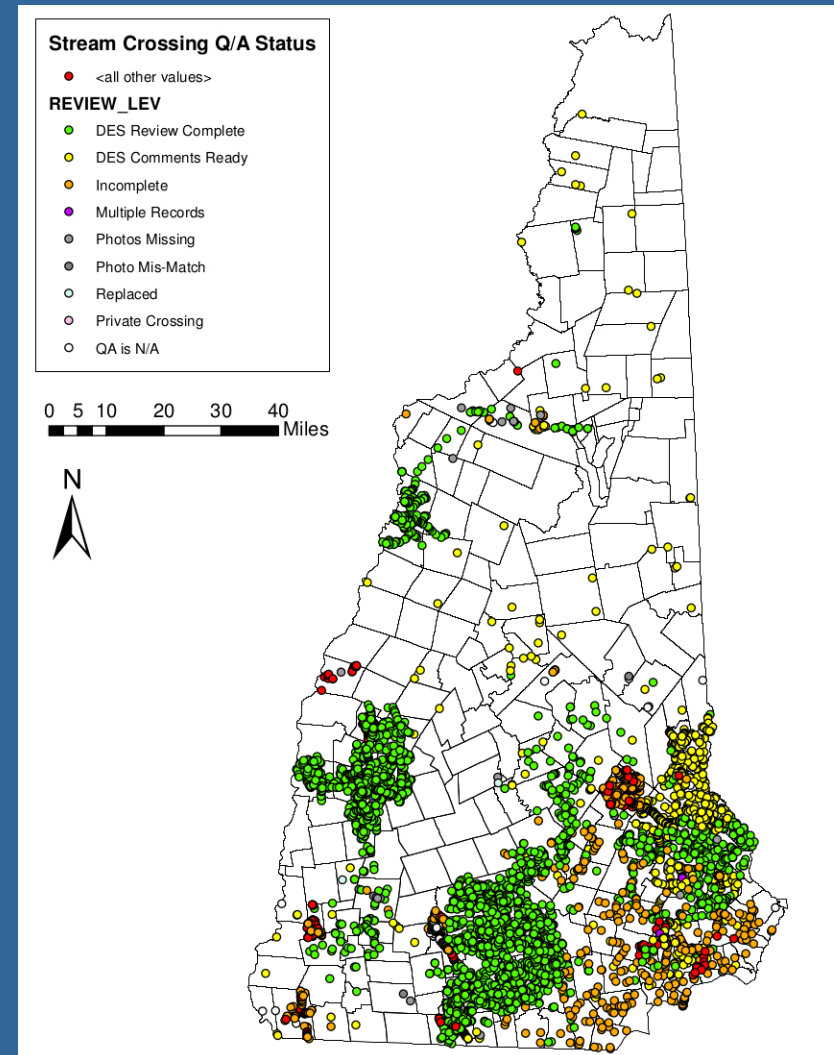 Stream Crossing Q/A Status
<all other values>
REVIEW_LEV
DES Review Complete
DES Comments Ready
Incomplete
Multiple Records
Photos Missing
Photo Mis-Match
Replaced
Private Crossing
QA is N/A
0 5 10 20 30 40
Miles
N